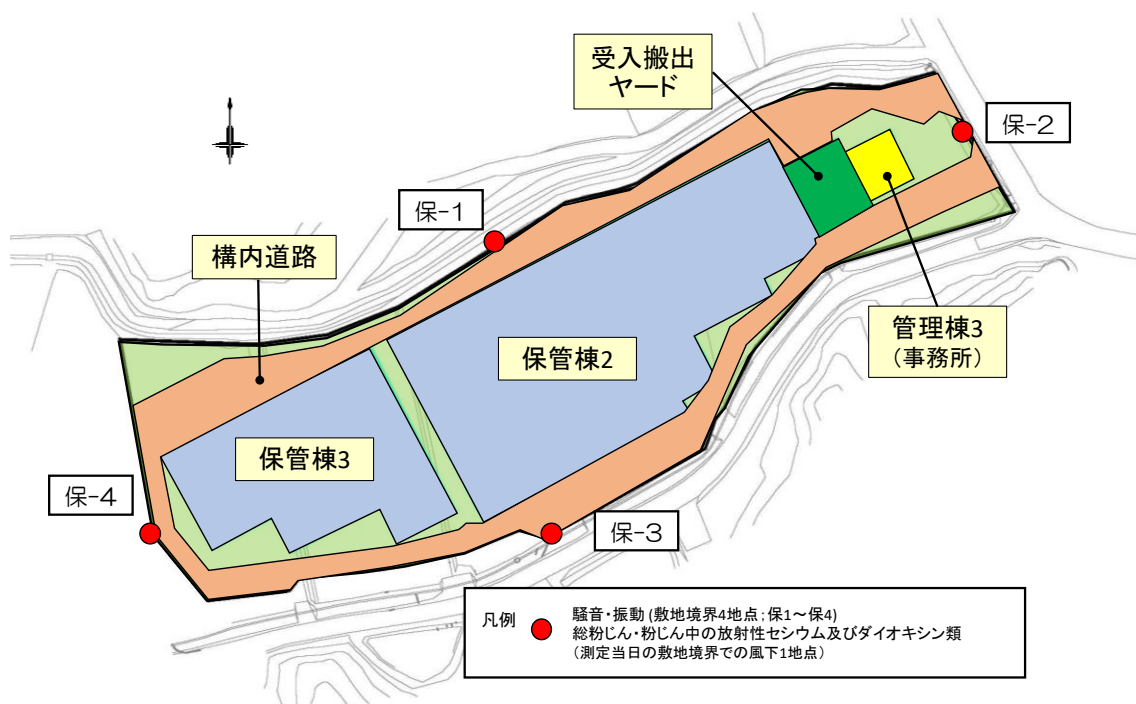 受入搬出
ヤード
保-2
保-1
構内道路
管理棟3
（事務所）
保管棟2
保管棟3
保-4
保-3
凡例
騒音・振動 (敷地境界4地点;保1～保4)
総粉じん・粉じん中の放射性セシウム及びダイオキシン類
（測定当日の敷地境界での風下1地点）